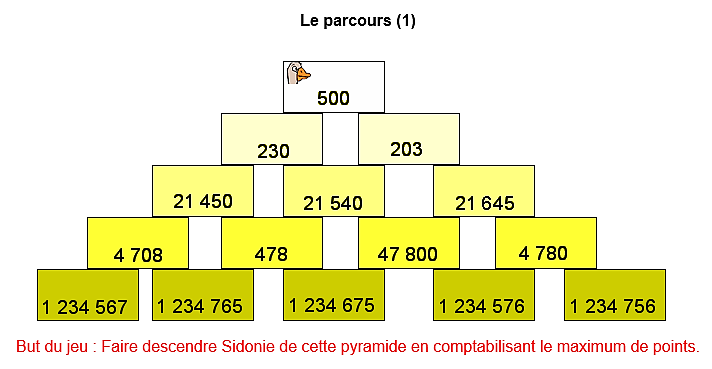 Le parcours (1)
500
230 203
21 450 21 540 21 645
4 708 478 47 800 4 780
1 234 567 1 234 765 1 234 675 1 234 576 1 234 756
But du jeu : Faire descendre Sidonie de cette pyramide en comptabilisant le maximum de points.